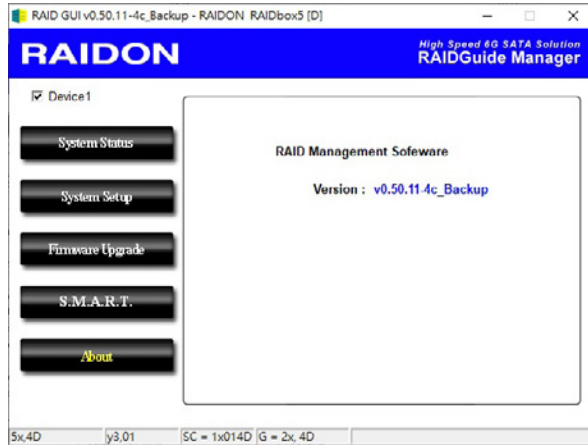 RAID GUI v0.50.11-4c_Backup - RAIDON RAIDbox5 [D]
RAIDON
High Speed 6G SATA Solution
RAIDGuide Manager
Device1
System Status
System Setup
Firmware Upgrade
S.M.A.R.T.
About
RAID Management Sofeware
Version : v0.50.11-4c_Backup
5x,4D
y3,01
SC = 1x014D
G = 2x, 4D